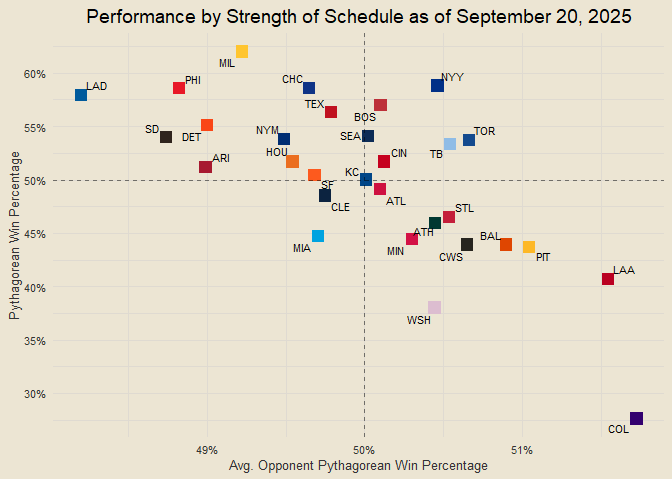 Performance by Strength of Schedule as of September 20, 2025
MIL
60%
NYY
CHC
PHI
LAD
TEX
BOS
55%
SD
DET
NYM
SEA
TOR
TB
HOU
CIN
ARI
KC
50%
SF
CLE
ATL
STL
45%
MIA
ATH
MIN
BAL
CWS
PIT
LAA
40%
WSH
35%
30%
COL
49%
50%
51%
Avg. Opponent Pythagorean Win Percentage
Pythagorean Win Percentage